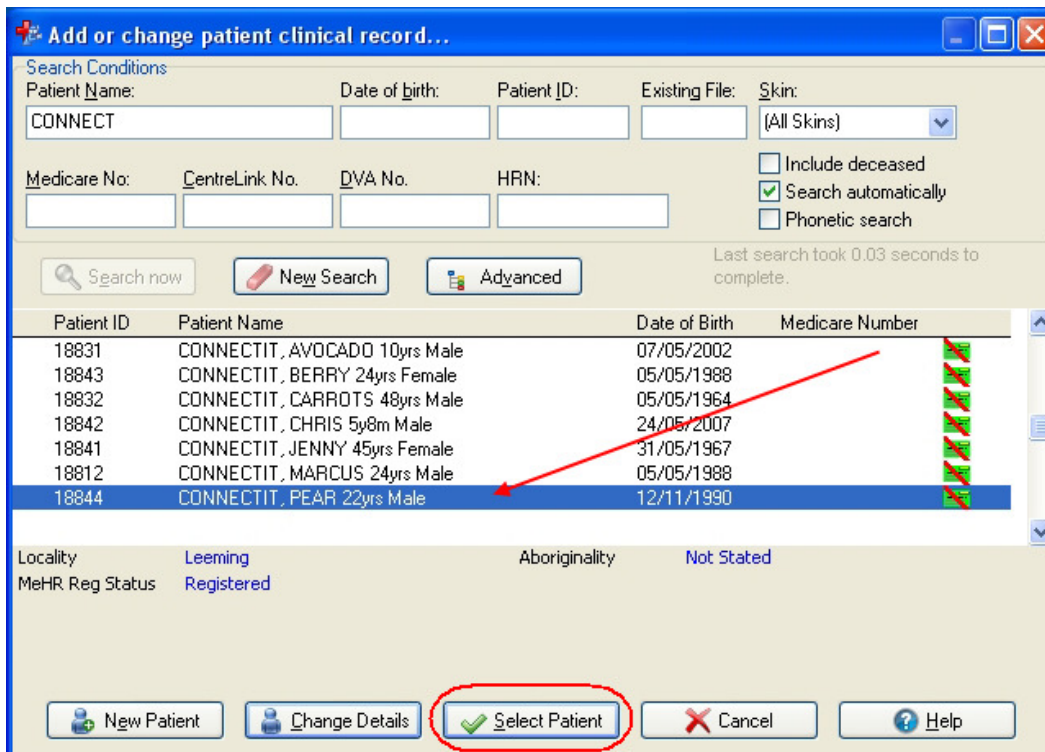 Add or change patient clinical record...
Search Conditions
Patient Name: Date of birth: Patient ID: Existing File: Skin:
CONNECT (All Skins)
Include deceased
Medicare No: CentreLink No. DVA No. HRN:
Search automatically
Phonetic search
Search now New Search Advanced
Last search took 0.03 seconds to
complete.
Patient ID Patient Name Date of Birth Medicare Number
18831 CONNECTIT, AVOCADO 10yrs Male 07/05/2002
18843 CONNECTIT, BERRY 24yrs Female 05/05/1988
18832 CONNECTIT, CARROTS 48yrs Male 05/05/1964
18842 CONNECTIT, CHRIS 5y8m Male 24/05/2007
18841 CONNECTIT, JENNY 45yrs Female 31/05/1967
18812 CONNECTIT, MARCUS 24yrs Male 05/05/1988
18844 CONNECTIT, PEAR 22yrs Male 12/11/1990
Locality Leeming Aboriginality Not Stated
MeHR Reg Status Registered
New Patient Change Details Select Patient Cancel Help